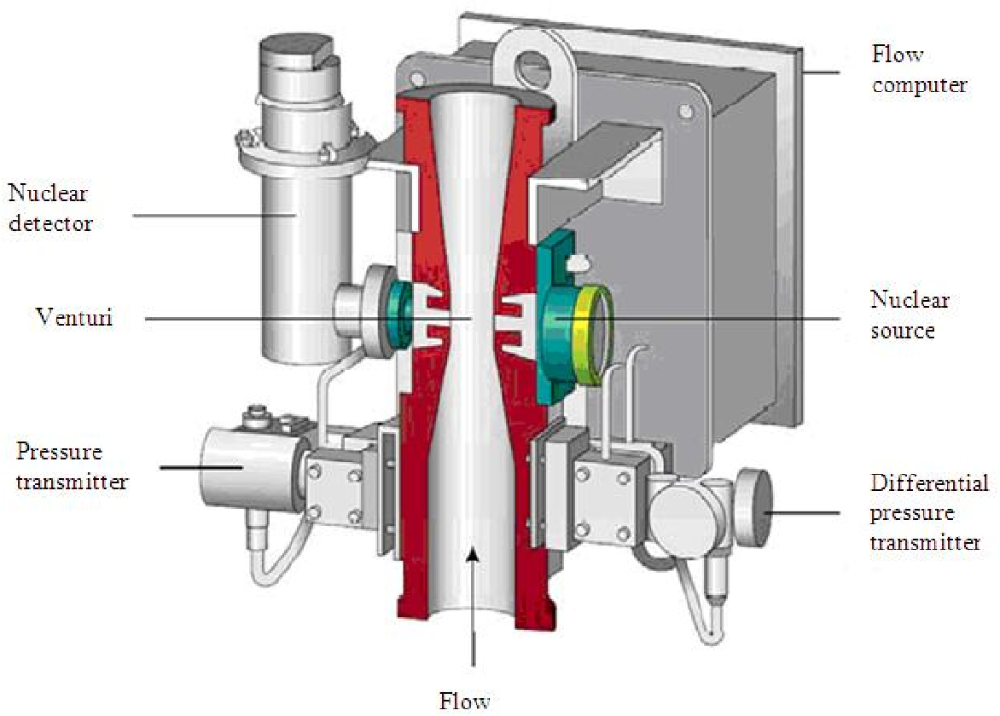 Flow
computer
Nuclear
detector
Venturi
Nuclear
source
Pressure
transmitter
Differential
pressure
transmitter
Flow